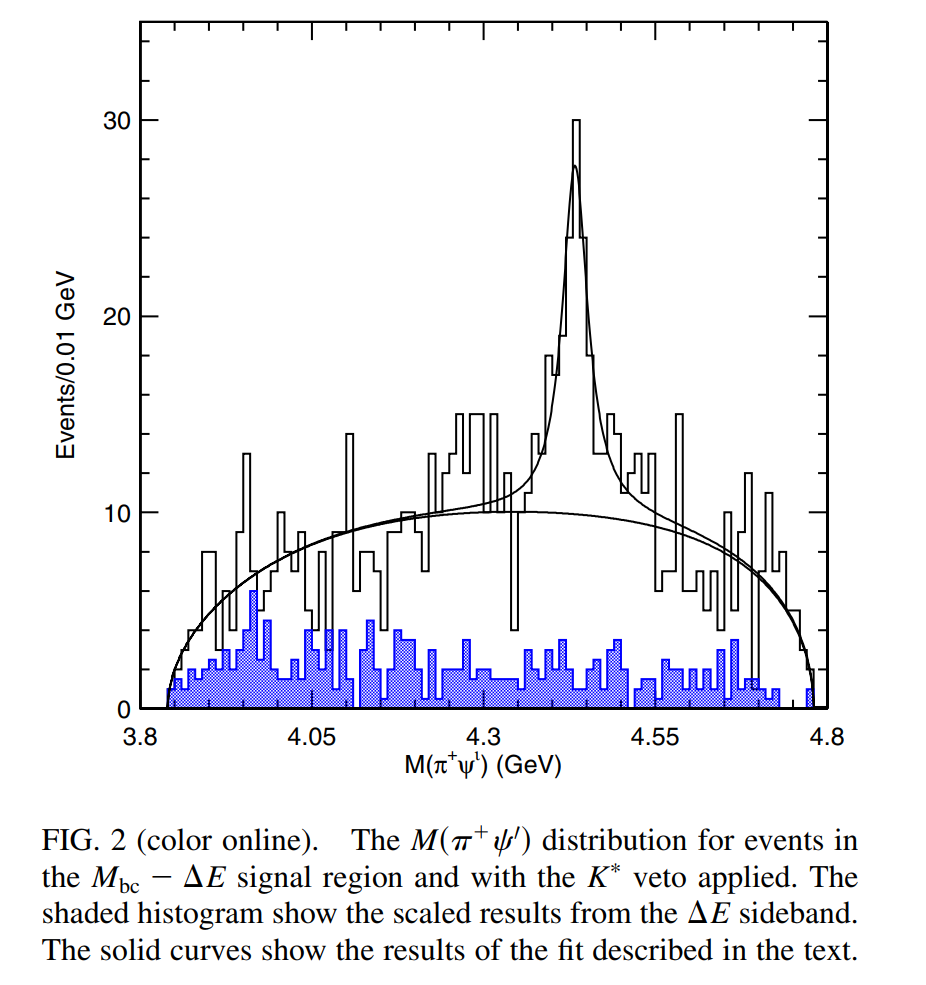 30
20
10
0
Events/0.01 GeV
3.8 4.05 4.3 4.55 4.8
M(π⁺ψ') (GeV)
FIG. 2 (color online). The M(π⁺ψ′) distribution for events in
the M_bc − ΔE signal region and with the K* veto applied. The
shaded histogram show the scaled results from the ΔE sideband.
The solid curves show the results of the fit described in the text.